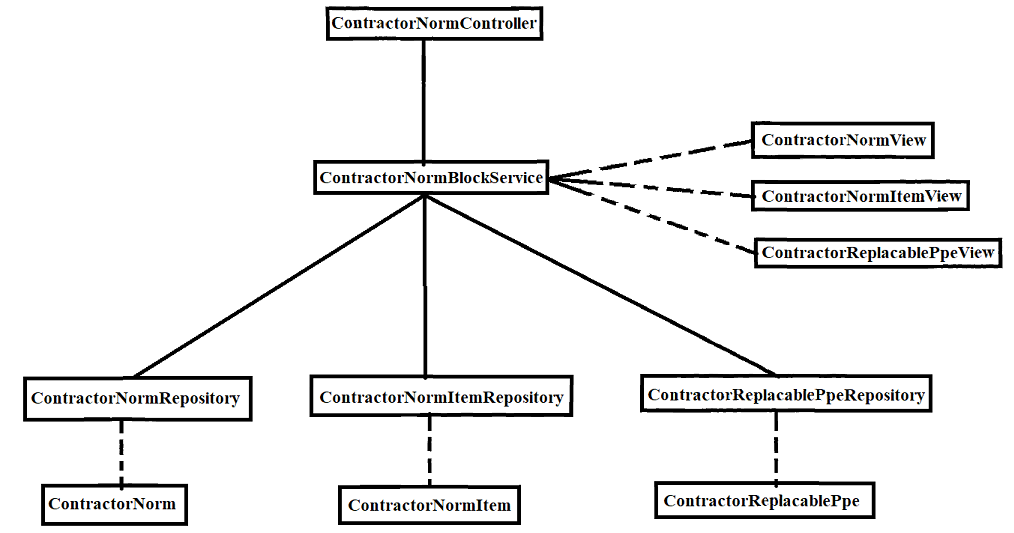 ContractorNormController
ContractorNormView
ContractorNormBlockService
ContractorNormItemView
ContractorReplacablePpeView
ContractorNormRepository
ContractorNormItemRepository
ContractorReplacablePpeRepository
ContractorNorm
ContractorNormItem
ContractorReplacablePpe